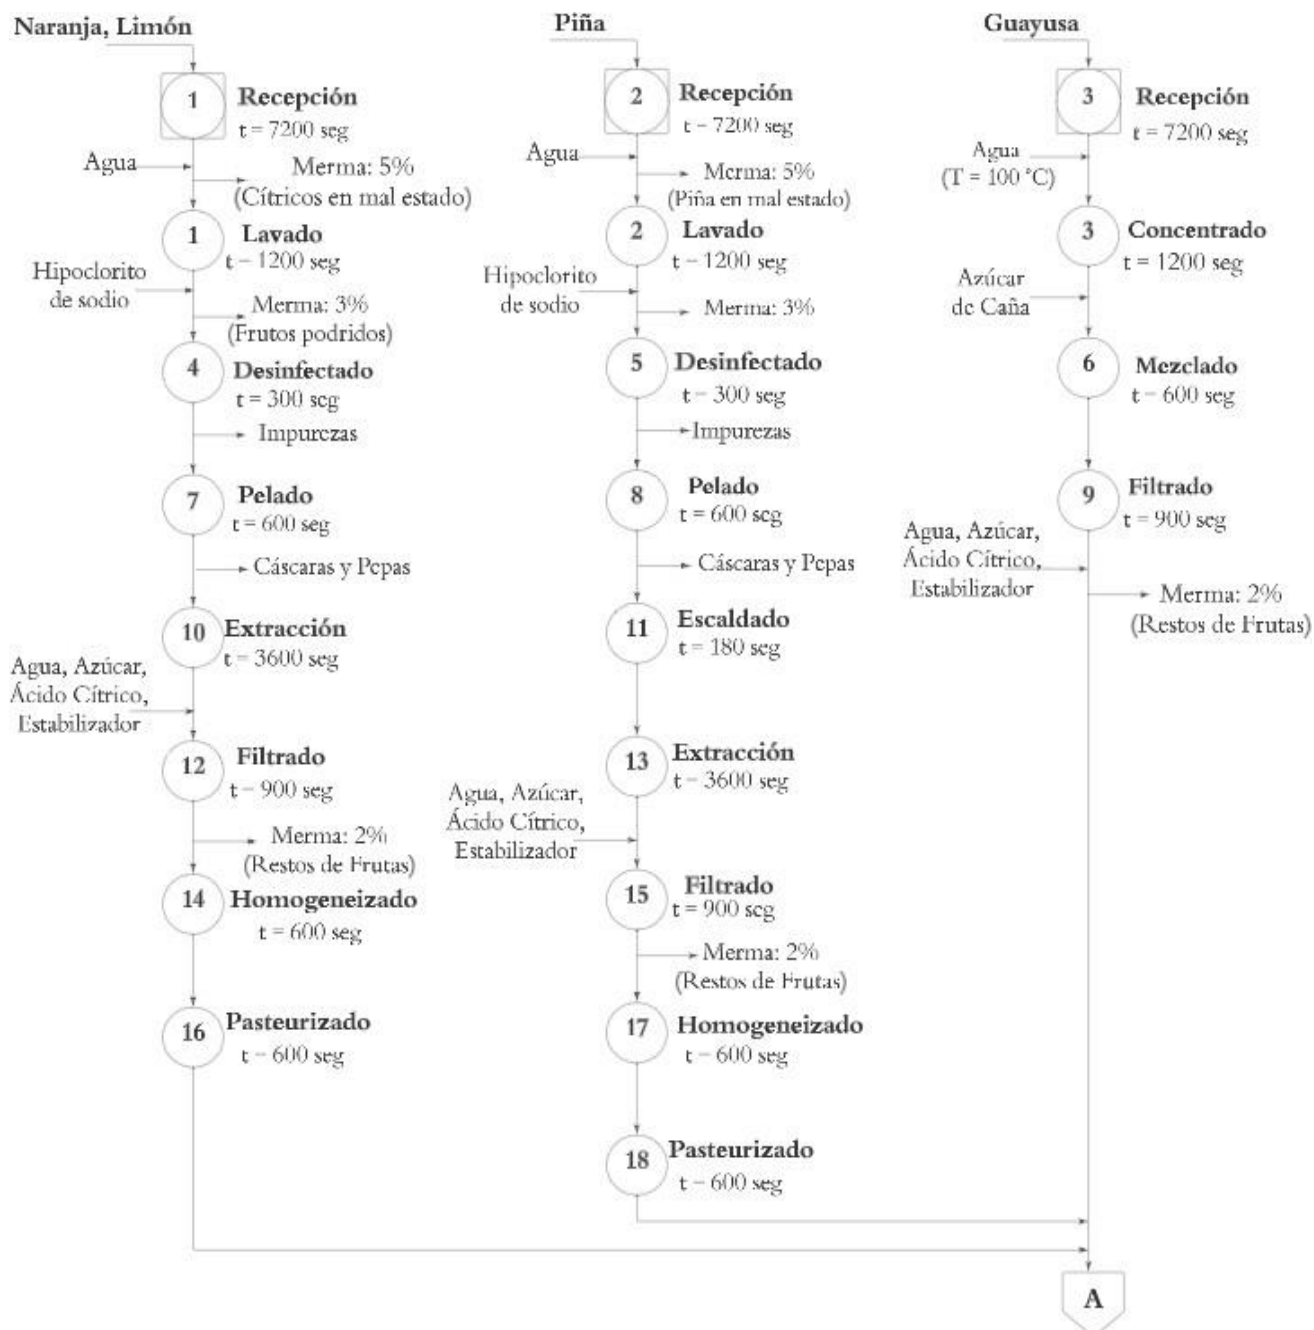 Naranja, Limón
1
Recepción
t = 7200 seg
Agua
Merma: 5%
(Cítricos en mal estado)
1
Lavado
t = 1200 seg
Hipoclorito
de sodio
Merma: 3%
(Frutos podridos)
4
Desinfectado
t = 300 seg
Impurezas
7
Pelado
t = 600 seg
Cáscaras y Pepas
10
Extracción
t = 3600 seg
Agua, Azúcar,
Ácido Cítrico,
Estabilizador
12
Filtrado
t = 900 seg
Merma: 2%
(Restos de Frutas)
14
Homogeneizado
t = 600 seg
16
Pasteurizado
t = 600 seg
Piña
2
Recepción
t = 7200 seg
Agua
Merma: 5%
(Piña en mal estado)
2
Lavado
t = 1200 seg
Hipoclorito
de sodio
Merma: 3%
5
Desinfectado
t = 300 seg
Impurezas
8
Pelado
t = 600 seg
Cáscaras y Pepas
11
Escaldado
t = 180 seg
13
Extracción
t = 3600 seg
Agua, Azúcar,
Ácido Cítrico,
Estabilizador
15
Filtrado
t = 900 seg
Merma: 2%
(Restos de Frutas)
17
Homogeneizado
t = 600 seg
18
Pasteurizado
t = 600 seg
Guayusa
3
Recepción
t = 7200 seg
Agua
(T = 100 °C)
3
Concentrado
t = 1200 seg
Azúcar
de Caña
6
Mezclado
t = 600 seg
9
Filtrado
t = 900 seg
Agua, Azúcar,
Ácido Cítrico,
Estabilizador
Merma: 2%
(Restos de Frutas)
A